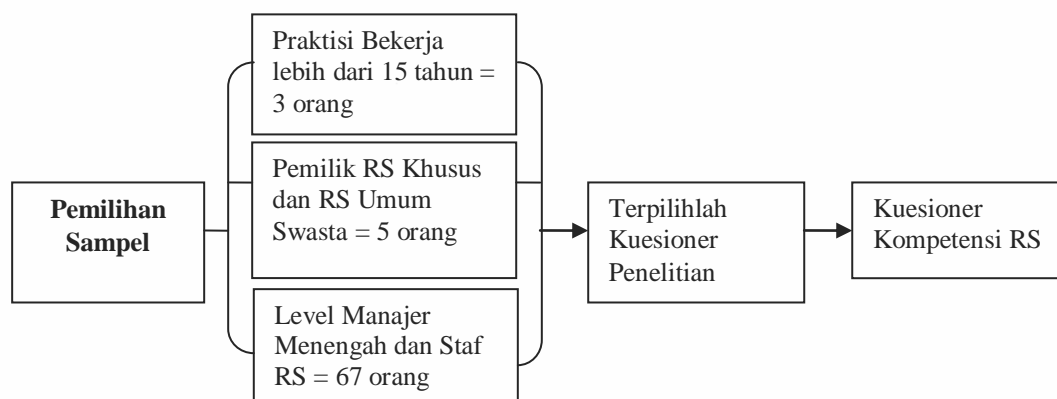 Pemilihan
Sampel
Praktisi Bekerja
lebih dari 15 tahun =
3 orang
Pemilik RS Khusus
dan RS Umum
Swasta = 5 orang
Level Manajer
Menengah dan Staf
RS = 67 orang
Terpilihlah
Kuesioner
Penelitian
Kuesioner
Kompetensi RS